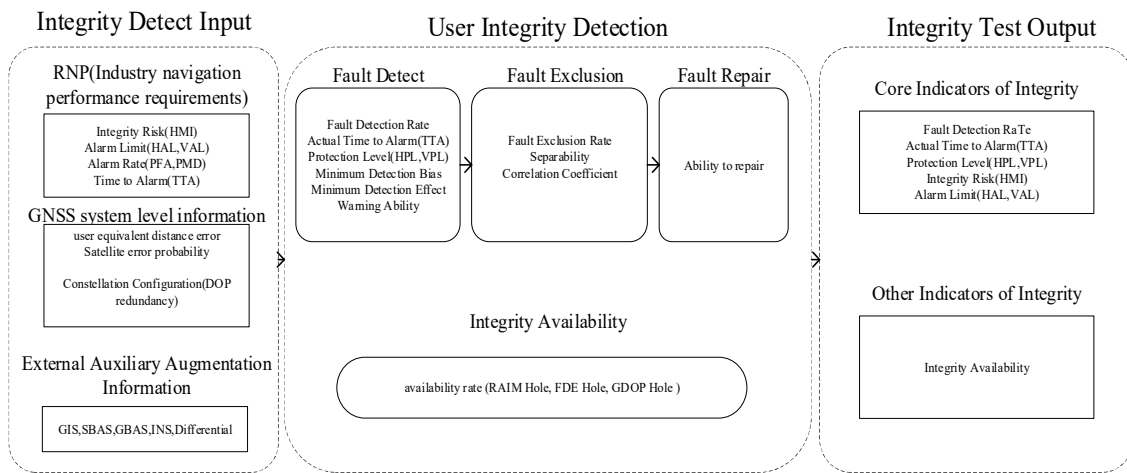 Integrity Detect Input
RNP(Industry navigation
performance requirements)
Integrity Risk(HMI)
Alarm Limit(HAL,VAL)
Alarm Rate(PFA,PMD)
Time to Alarm(TTA)
GNSS system level information
user equivalent distance error
Satellite error probability
Constellation Configuration(DOP
redundancy)
External Auxiliary Augmentation
Information
GIS,SBAS,GBAS,INS,Differential
User Integrity Detection
Fault Detect
Fault Detection Rate
Actual Time to Alarm(TTA)
Protection Level(HPL,VPL)
Minimum Detection Bias
Minimum Detection Effect
Warning Ability
Fault Exclusion
Fault Exclusion Rate
Separability
Correlation Coefficient
Fault Repair
Ability to repair
Integrity Availability
availability rate (RAIM Hole, FDE Hole, GDOP Hole )
Integrity Test Output
Core Indicators of Integrity
Fault Detection RaTe
Actual Time to Alarm(TTA)
Protection Level(HPL,VPL)
Integrity Risk(HMI)
Alarm Limit(HAL,VAL)
Other Indicators of Integrity
Integrity Availability